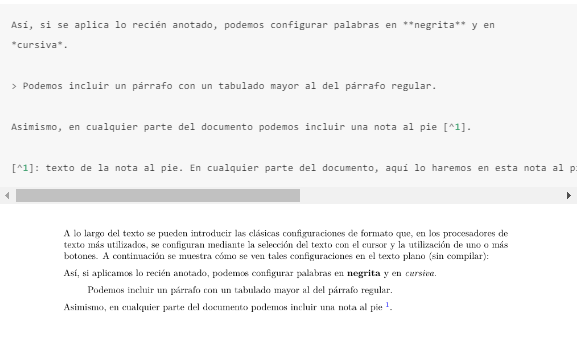 Así, si se aplica lo recién anotado, podemos configurar palabras en **negrita** y en
*cursiva*.
> Podemos incluir un párrafo con un tabulado mayor al del párrafo regular.
Asimismo, en cualquier parte del documento podemos incluir una nota al pie [^1].
[^1]: texto de la nota al pie. En cualquier parte del documento, aquí lo haremos en esta nota al
A lo largo del texto se pueden introducir las clásicas configuraciones de formato que, en los procesadores de
texto más utilizados, se configuran mediante la selección del texto con el cursor y la utilización de uno o más
botones. A continuación se muestra cómo se ven tales configuraciones en el texto plano (sin compilar):
Así, si aplicamos lo recién anotado, podemos configurar palabras en negrita y en cursiva.
Podemos incluir un párrafo con un tabulado mayor al del párrafo regular.
Asimismo, en cualquier parte del documento podemos incluir una nota al pie 1.